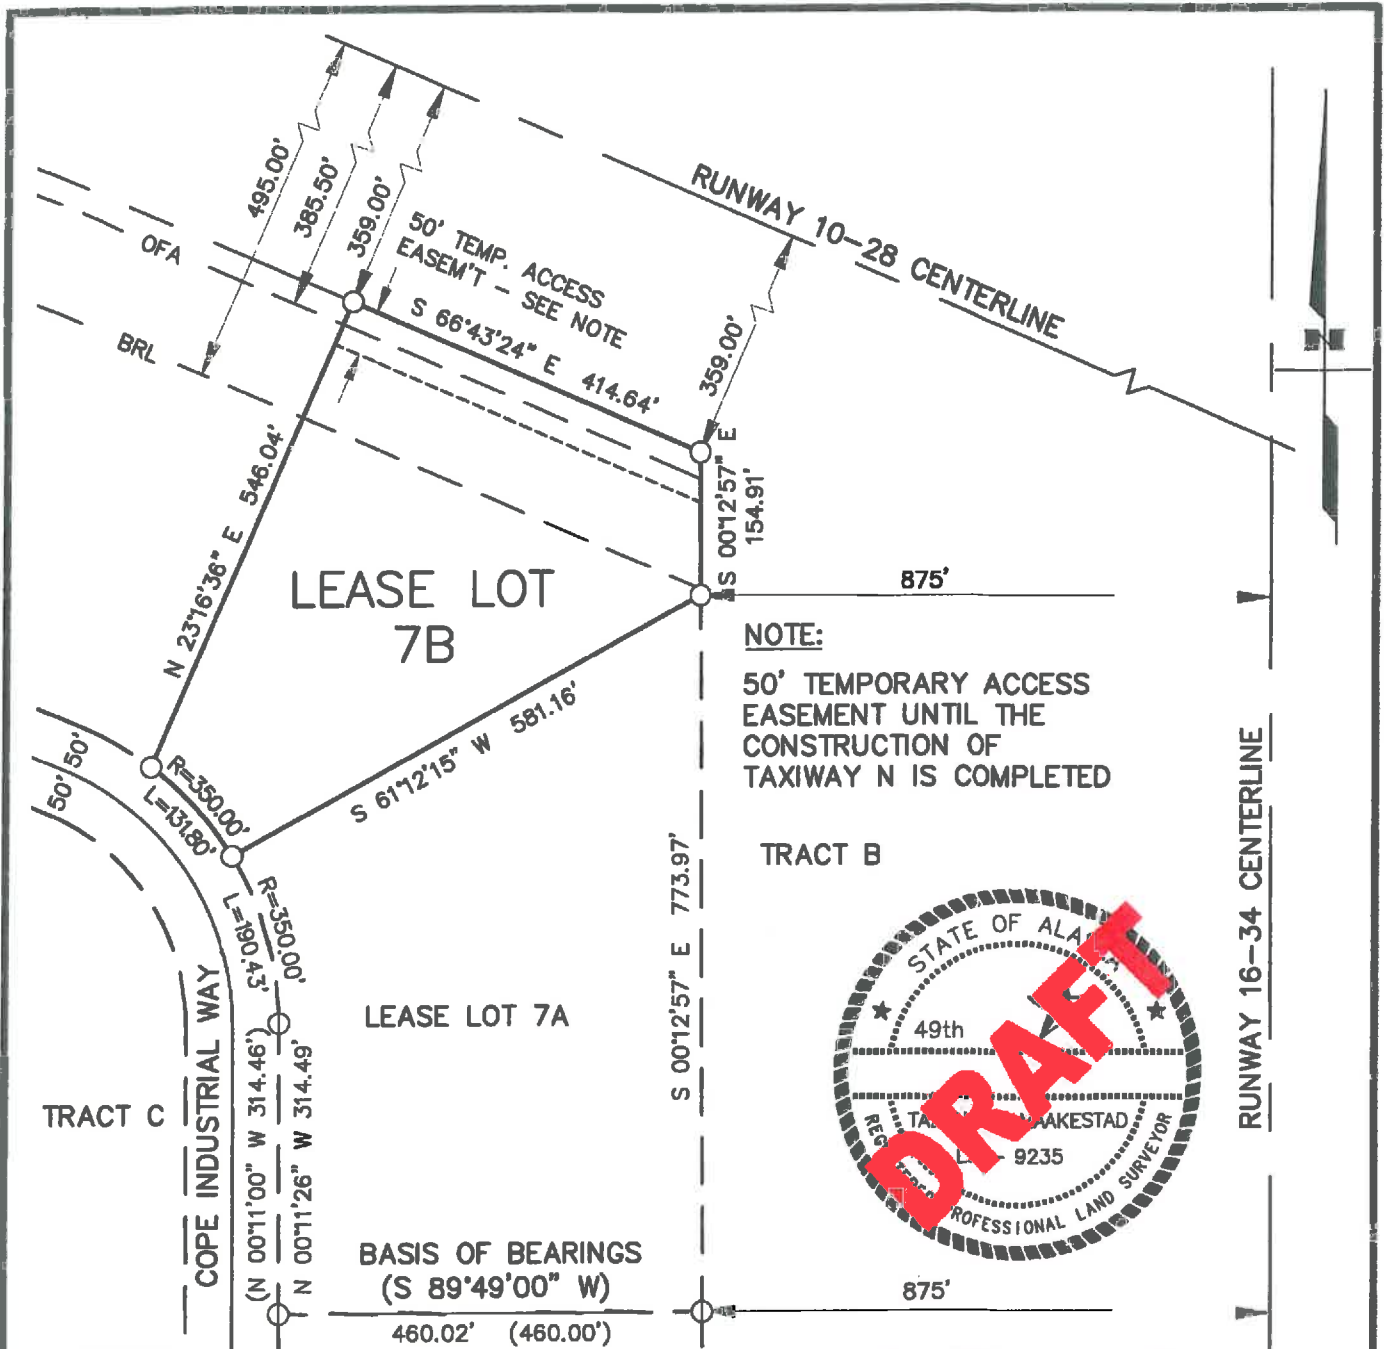 495.00'
385.50'
359.00'
RUNWAY 10-28 CENTERLINE
OFA
50' TEMP. ACCESS
EASEM'T - SEE NOTE
S 66°43'24" E 414.64'
359.00'
BRL
N 23°16'36" E 546.04'
S 00°12'57" E
154.91'
LEASE LOT
7B
875'
NOTE:
50' TEMPORARY ACCESS
EASEMENT UNTIL THE
CONSTRUCTION OF
TAXIWAY N IS COMPLETED
S 61°12'15" W 581.16'
50'
50'
R=350.00'
L=131.80'
R=350.00'
L=190.43'
TRACT B
S 00°12'57" E 773.97'
RUNWAY 16-34 CENTERLINE
N
LEASE LOT 7A
TRACT C
COPE INDUSTRIAL WAY
(N 00°11'00" W 314.46')
N 00°11'26" W 314.49'
STATE OF
49th
DRAFT
9235
PROFESSIONAL LAND SURVEYOR
BASIS OF BEARINGS
(S 89°49'00" W)
460.02' (460.00')
875'